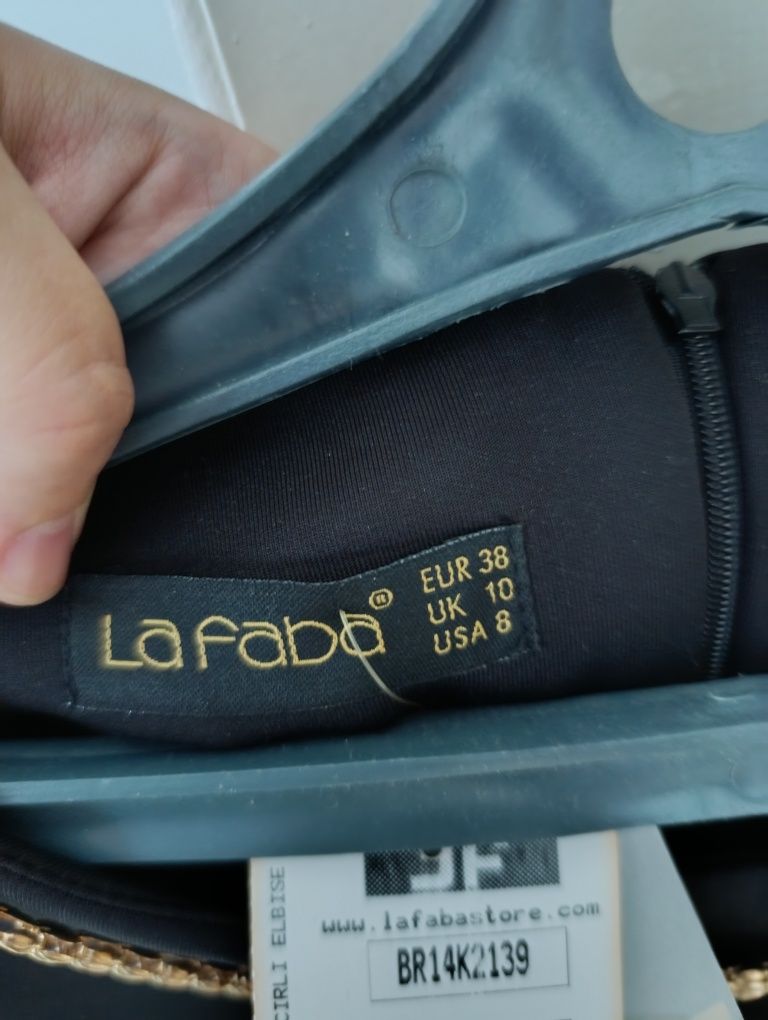 Lafaba®
EUR 38
UK 10
USA 8
CIRLI ELBISE
www.lafabastore.com
BR14K2139